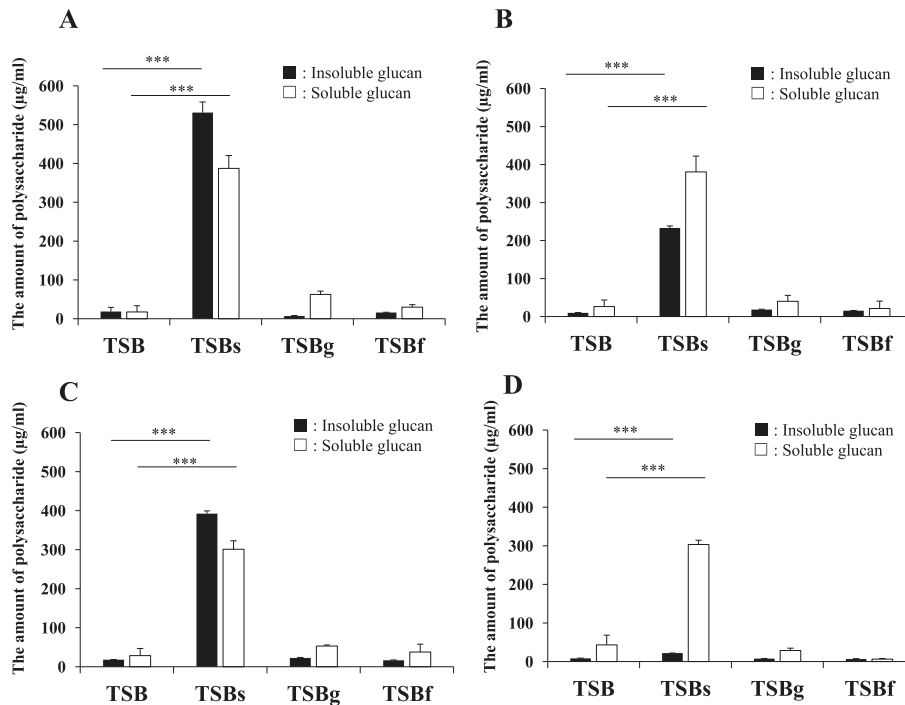 A
The amount of polysaccharide (µg/ml)
: Insoluble glucan
: Soluble glucan
***
***
600
500
400
300
200
100
0
TSB TSBs TSBg TSBf
B
The amount of polysaccharide (µg/ml)
: Insoluble glucan
: Soluble glucan
***
***
600
500
400
300
200
100
0
TSB TSBs TSBg TSBf
C
The amount of polysaccharide (µg/ml)
: Insoluble glucan
: Soluble glucan
***
***
600
500
400
300
200
100
0
TSB TSBs TSBg TSBf
D
The amount of polysaccharide (µg/ml)
: Insoluble glucan
: Soluble glucan
***
***
600
500
400
300
200
100
0
TSB TSBs TSBg TSBf